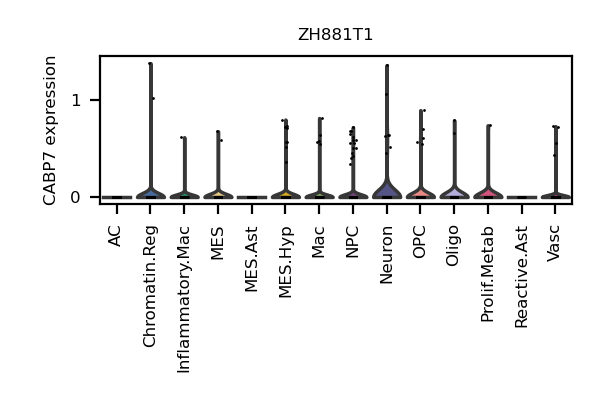 ZH881T1
CABP7 expression
1
0
AC
Chromatin.Reg
Inflammatory.Mac
MES
MES.Ast
MES.Hyp
Mac
NPC
Neuron
OPC
Oligo
Prolif.Metab
Reactive.Ast
Vasc